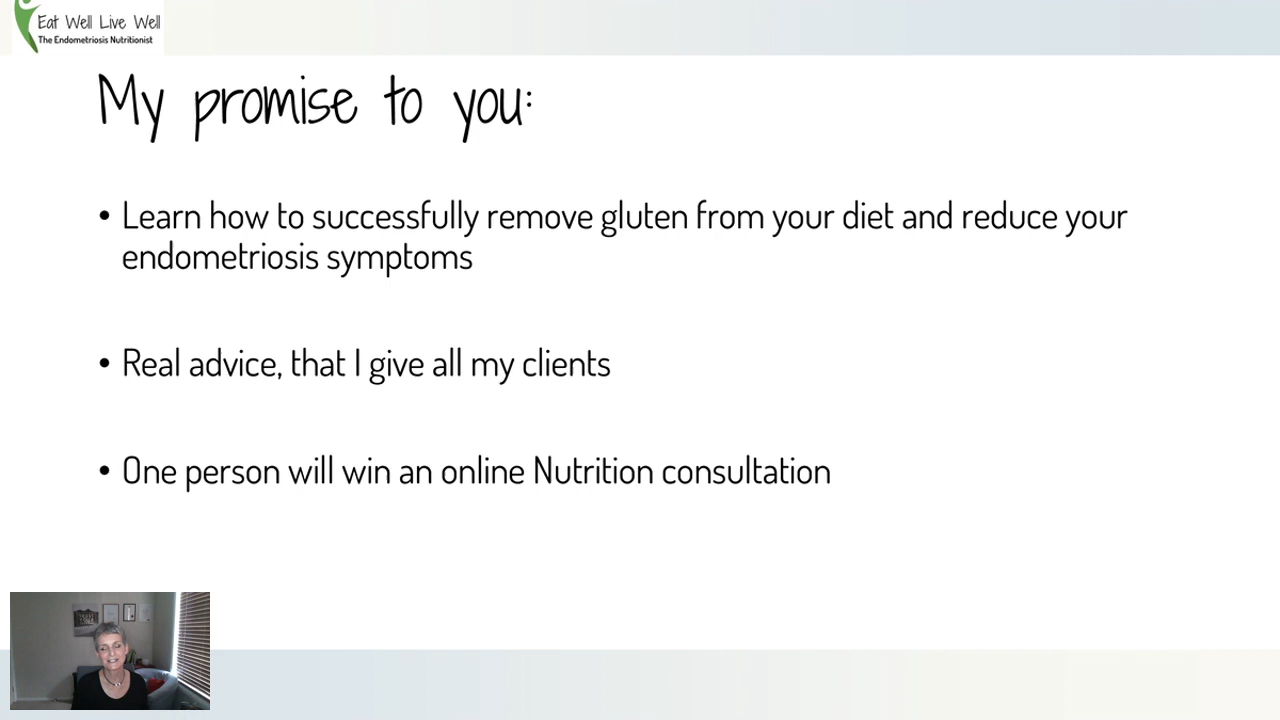 Eat Well Live Well
The Endometriosis Nutritionist
My promise to you:
• Learn how to successfully remove gluten from your diet and reduce your
endometriosis symptoms
• Real advice, that I give all my clients
• One person will win an online Nutrition consultation